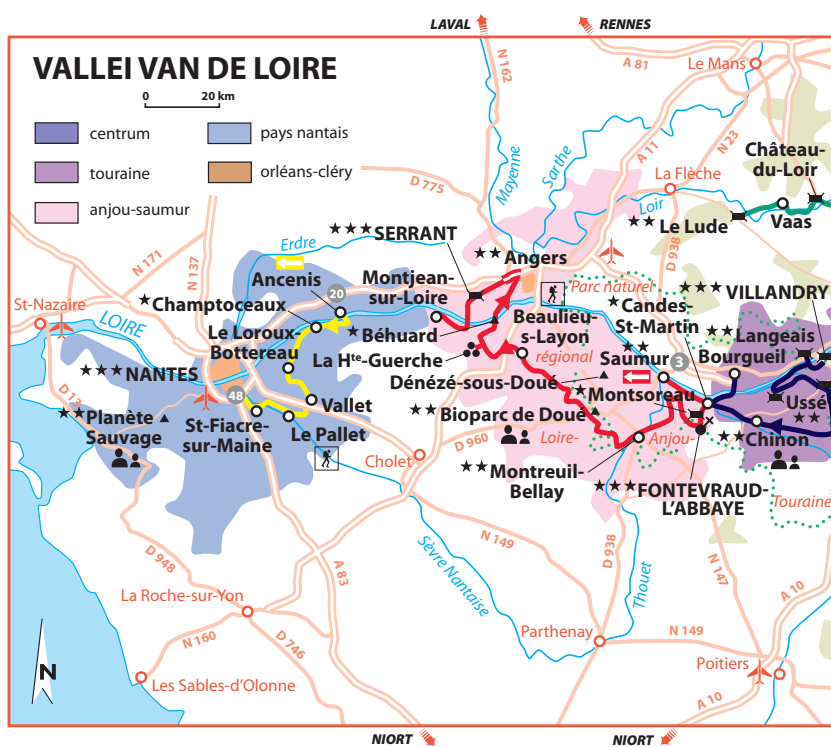 LAVAL
RENNES
VALLEI VAN DE LOIRE
0 20 km
centrum
pays nantais
touraine
orléans-cléry
anjou-saumur
N 162
A 81
Le Mans
Mayenne
Sarthe
A 11
N 23
Château-
du-Loir
D 775
La Flèche
Loir
★★ Le Lude
Vaas
D 938
N 171
N 137
Erdre
★★★ SERRANT
★★ Angers
Parc naturel
Ancenis
20
Montjean-
sur-Loire
★ Candes-
St-Martin
★★★ VILLANDRY
St-Nazaire
LOIRE
★ Champtoceaux
Le Loroux-
Bottereau
★ Béhuard
Beaulieu-
s-Layon
régional
★★ Langeais
Bourgueil
La Hte-Guerche
★★
Saumur
3
D 13
★★★ NANTES
48
Dénézé-sous-Doué
★ Montsoreau
Ussé
★★
Vallet
★★ Planète
Sauvage
St-Fiacre-
sur-Maine
Le Pallet
★★ Bioparc de Doué
D 960
Loire-
Anjou-
★★ Chinon
Cholet
★★ Montreuil-
Bellay
★★★ FONTEVRAUD-
L'ABBAYE
Touraine
D 948
A 83
Sèvre Nantaise
N 149
D 938
Thouet
N 147
A 10
La Roche-sur-Yon
N 160
D 746
Parthenay
N 149
Poitiers
N
Les Sables-d'Olonne
A 10
NIORT
NIORT